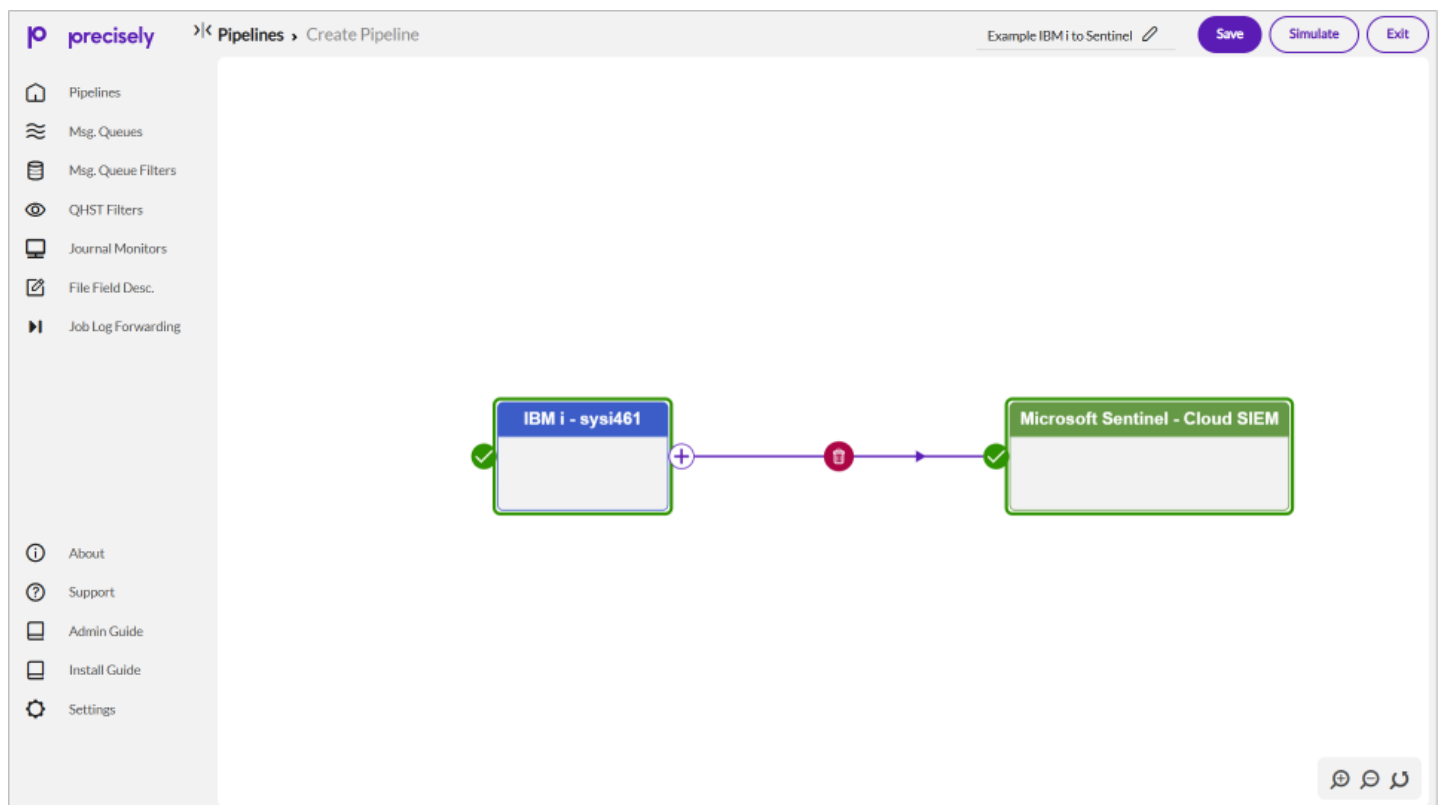 precisely
Pipelines › Create Pipeline
Example IBM i to Sentinel
Save
Simulate
Exit
Pipelines
Msg. Queues
Msg. Queue Filters
QHST Filters
Journal Monitors
File Field Desc.
Job Log Forwarding
IBM i - sysi461
Microsoft Sentinel - Cloud SIEM
About
Support
Admin Guide
Install Guide
Settings